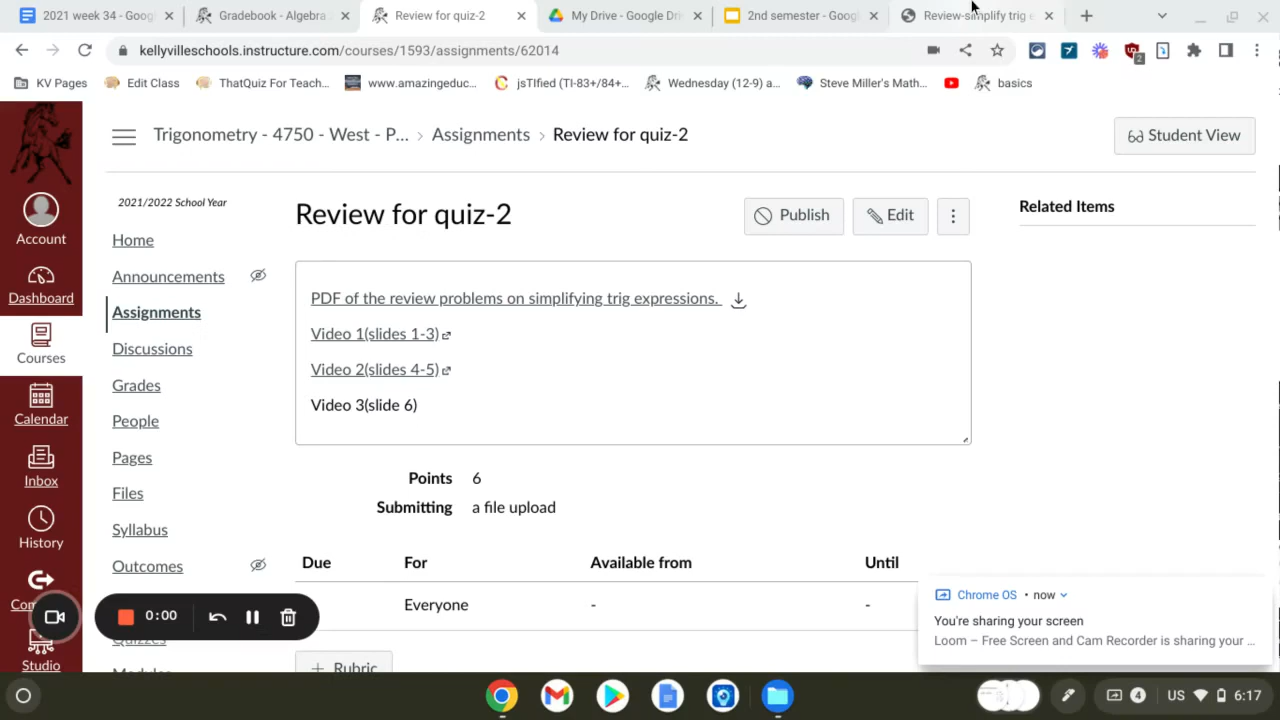 2021 week 34 - Goog
Gradebook - Algebra
Review for quiz-2
My Drive - Google Dri
2nd semester - Goog
Review-simplify trig e
kellyvilleschools.instructure.com/courses/1593/assignments/62014
2
KV Pages
Edit Class
ThatQuiz For Teach...
www.amazingeduc...
jsTIfied (TI-83+/84+...
Wednesday (12-9) a...
Steve Miller's Math...
basics
Trigonometry - 4750 - West - P... › Assignments › Review for quiz-2
Student View
2021/2022 School Year
Review for quiz-2
Publish
Edit
Related Items
Account
Dashboard
Courses
Calendar
Inbox
History
Studio
Home
Announcements
Assignments
Discussions
Grades
People
Pages
Files
Syllabus
Outcomes
Quizzes
Modules
PDF of the review problems on simplifying trig expressions.
Video 1(slides 1-3)
Video 2(slides 4-5)
Video 3(slide 6)
Points 6
Submitting a file upload
Due For Available from Until
Everyone - -
+ Rubric
0:00
Chrome OS • now
You're sharing your screen
Loom – Free Screen and Cam Recorder is sharing your ...
4
US
6:17